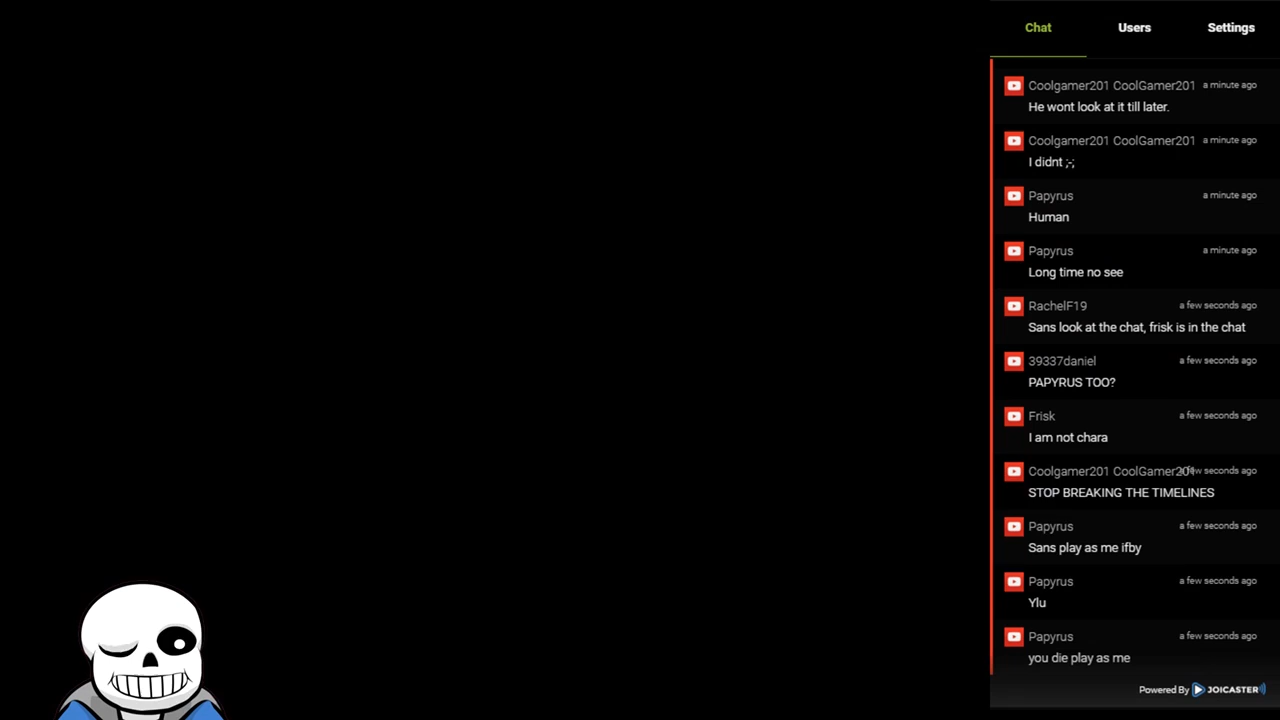 Chat Users Settings
Coolgamer201 CoolGamer201 a minute ago
He wont look at it till later.
Coolgamer201 CoolGamer201 a minute ago
I didnt ;-;
Papyrus a minute ago
Human
Papyrus a minute ago
Long time no see
RachelF19 a few seconds ago
Sans look at the chat, frisk is in the chat
39337daniel a few seconds ago
PAPYRUS TOO?
Frisk a few seconds ago
I am not chara
Coolgamer201 CoolGamer201 a few seconds ago
STOP BREAKING THE TIMELINES
Papyrus a few seconds ago
Sans play as me ifby
Papyrus a few seconds ago
Ylu
Papyrus a few seconds ago
you die play as me
Powered By JOICASTER